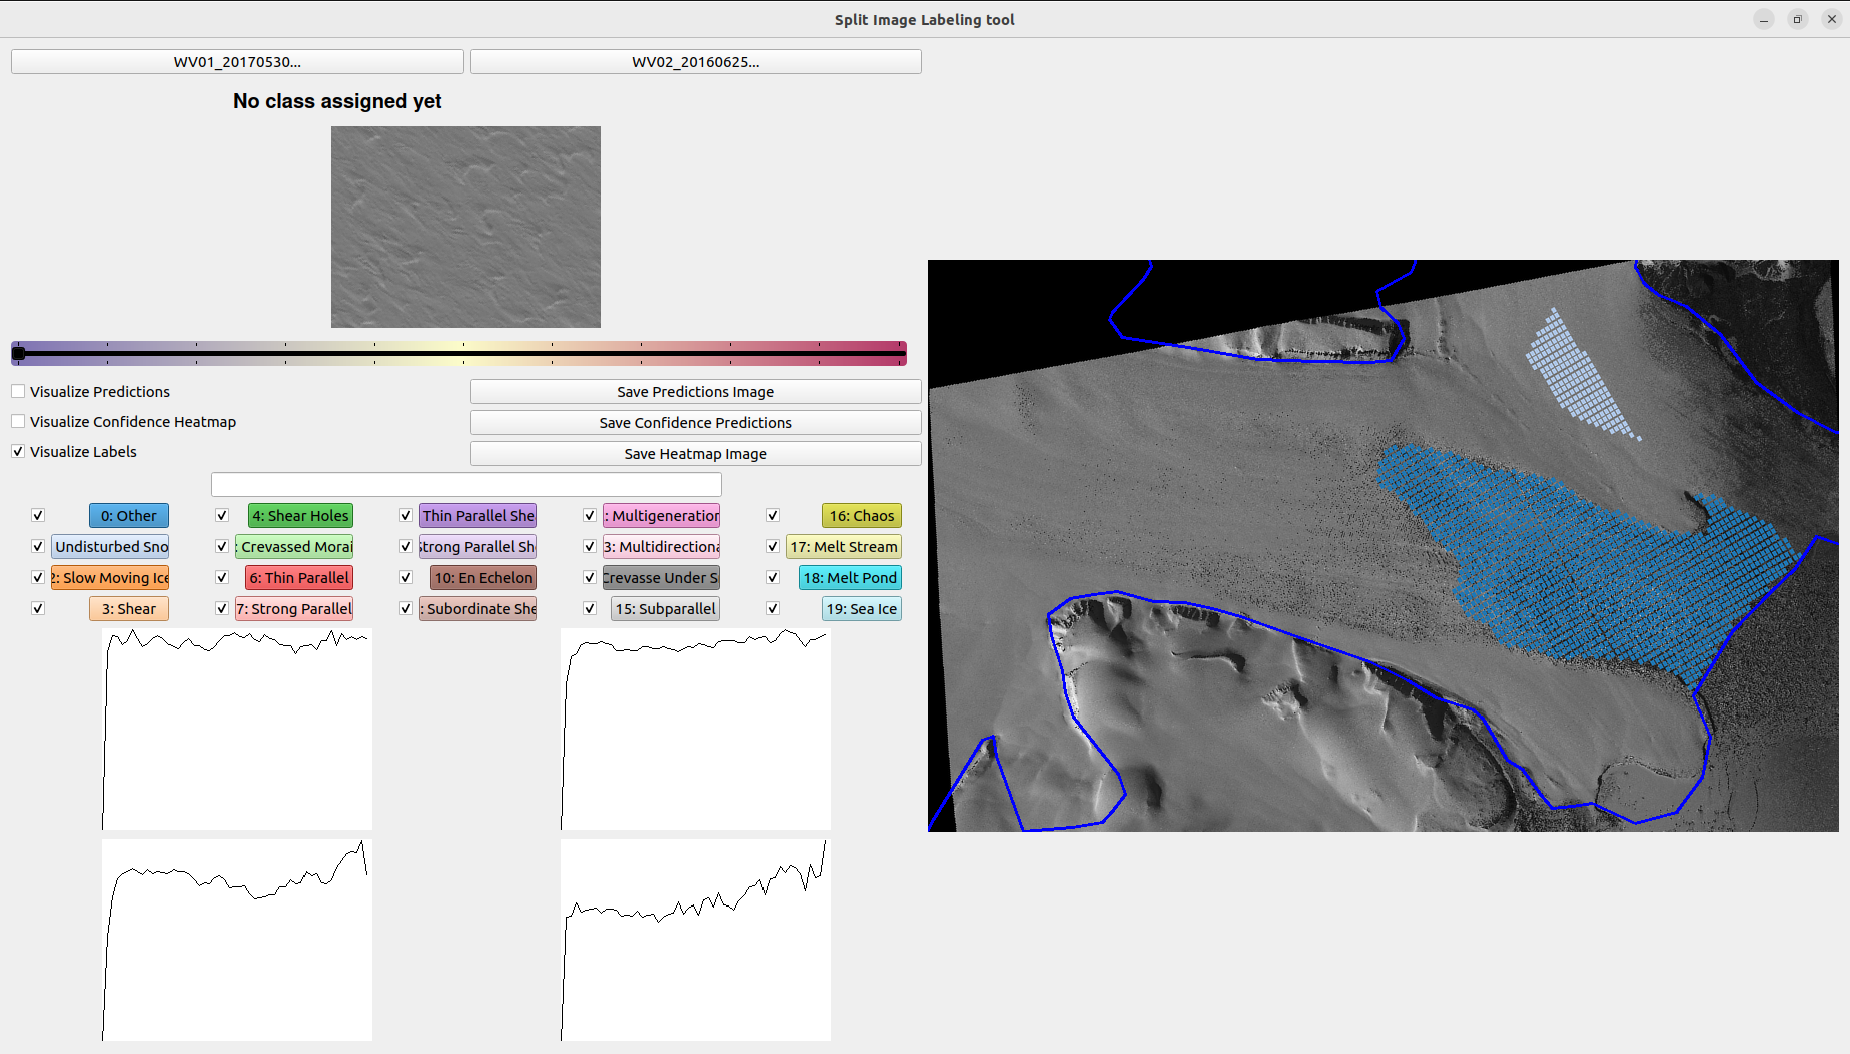 Split Image Labeling tool
WV01_20170530...
WV02_20160625...
No class assigned yet
Visualize Predictions
Save Predictions Image
Visualize Confidence Heatmap
Save Confidence Predictions
Visualize Labels
Save Heatmap Image
0: Other
4: Shear Holes
Thin Parallel She
: Multigeneration
16: Chaos
Undisturbed Sno
: Crevassed Morai
Strong Parallel Sh
3: Multidirectiona
17: Melt Stream
2: Slow Moving Ice
6: Thin Parallel
10: En Echelon
Crevasse Under S
18: Melt Pond
3: Shear
7: Strong Parallel
: Subordinate She
15: Subparallel
19: Sea Ice